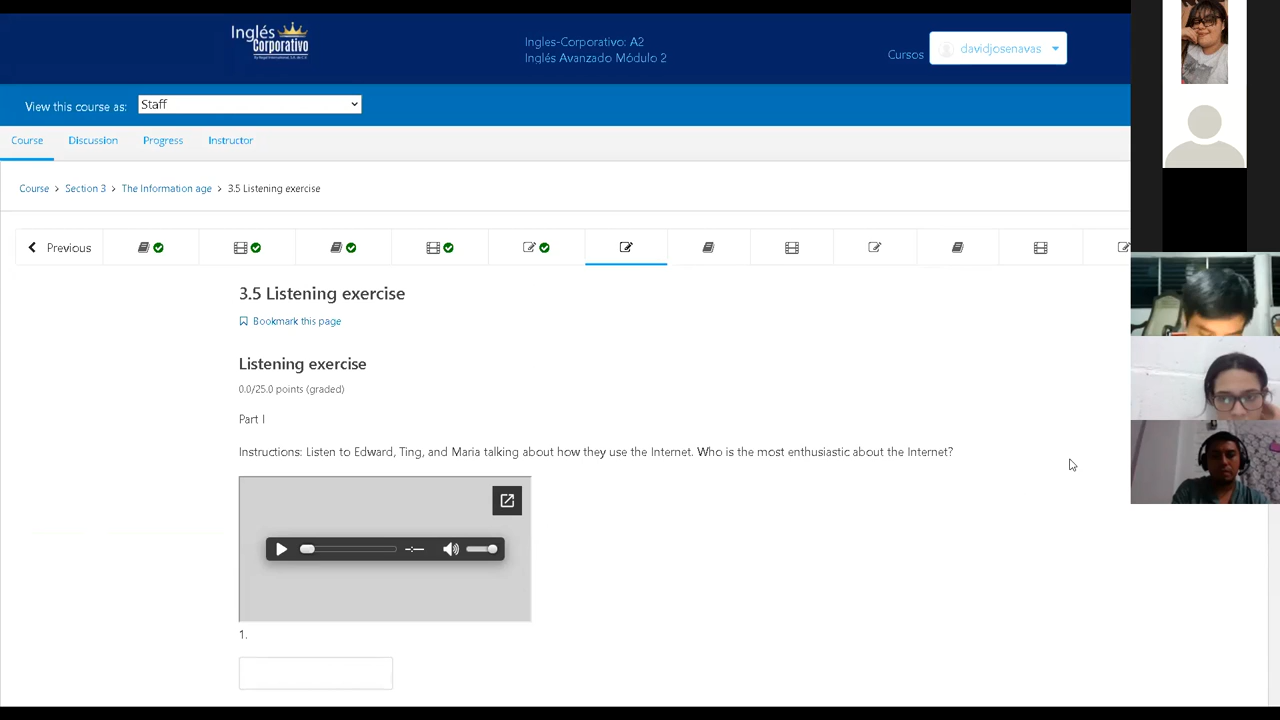 Inglés
Corporativo
Ingles-Corporativo: A2
Inglés Avanzado Módulo 2
Cursos
davidjosenavas
View this course as:
Staff
Course
Discussion
Progress
Instructor
Course > Section 3 > The Information age > 3.5 Listening exercise
Previous
3.5 Listening exercise
Bookmark this page
Listening exercise
0.0/25.0 points (graded)
Part I
Instructions: Listen to Edward, Ting, and Maria talking about how they use the Internet. Who is the most enthusiastic about the Internet?
-:--
1.